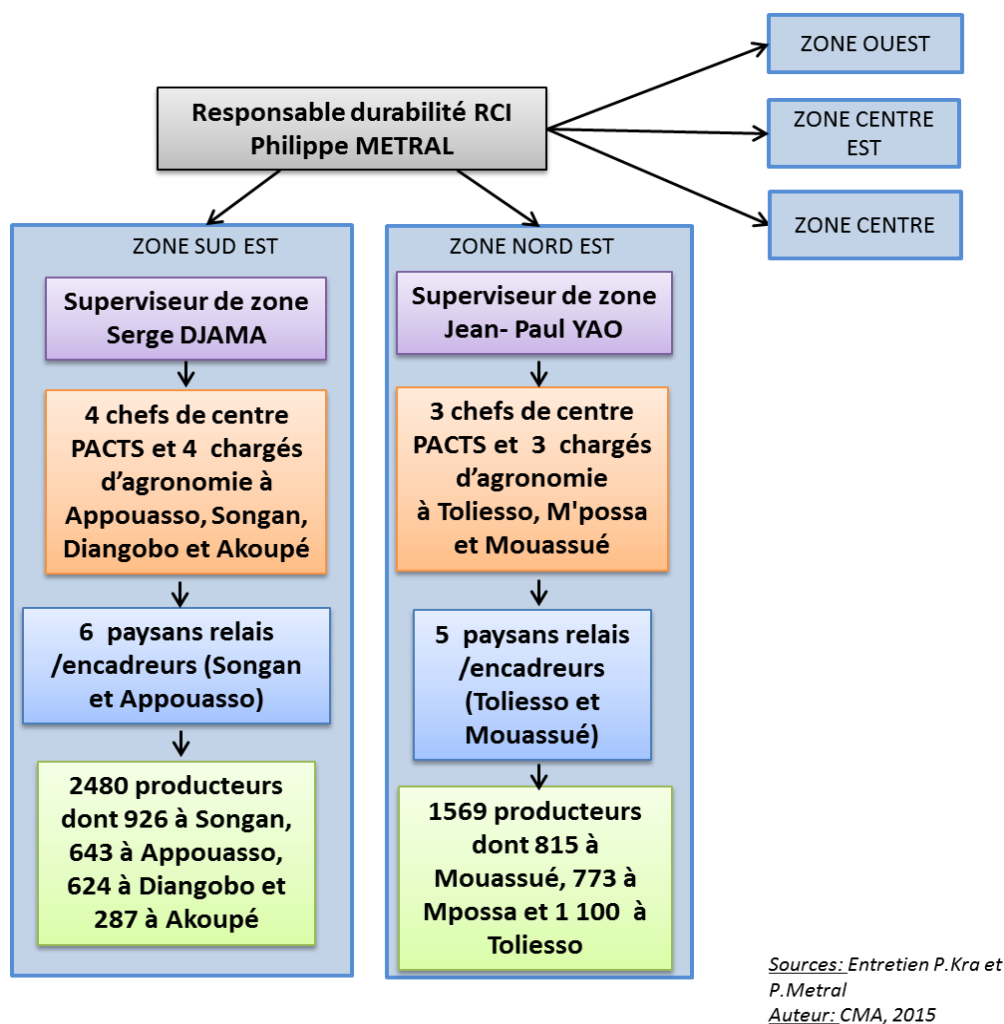 ZONE OUEST
Responsable durabilité RCI
Philippe METRAL
ZONE CENTRE
EST
ZONE CENTRE
ZONE SUD EST
Superviseur de zone
Serge DJAMA
4 chefs de centre
PACTS et 4 chargés
d’agronomie à
Appouasso, Songan,
Diangobo et Akoupé
6 paysans relais
/encadreurs (Songan
et Appouasso)
2480 producteurs
dont 926 à Songan,
643 à Appouasso,
624 à Diangobo et
287 à Akoupé
ZONE NORD EST
Superviseur de zone
Jean- Paul YAO
3 chefs de centre
PACTS et 3 chargés
d’agronomie
à Toliesso, M'possa
et Mouassué
5 paysans relais
/encadreurs
(Toliesso et
Mouassué)
1569 producteurs
dont 815 à
Mouassué, 773 à
Mpossa et 1 100 à
Toliesso
Sources: Entretien P.Kra et
P.Metral
Auteur: CMA, 2015